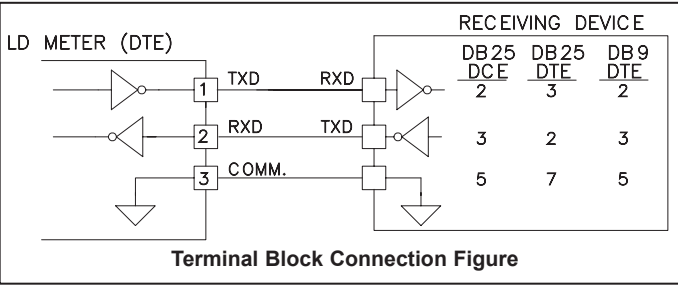 RECEIVING DEVICE
LD METER (DTE)
DB25 DB25 DB9
DCE DTE DTE
1 TXD RXD 2 3 2
2 RXD TXD 3 2 3
3 COMM. 5 7 5
Terminal Block Connection Figure